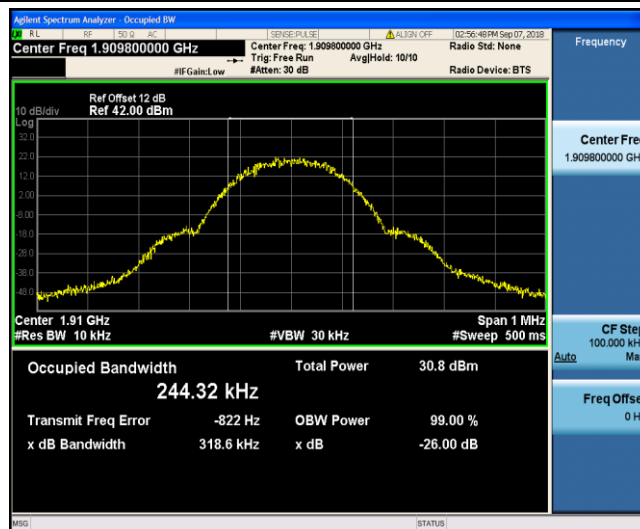 Agilent Spectrum Analyzer - Occupied BW
RL RF 50 Ω AC SENSE:PULSE ALIGN OFF 02:56:48 PM Sep 07, 2018
Center Freq 1.909800000 GHz
Center Freq: 1.909800000 GHz
Radio Std: None
Trig: Free Run Avg|Hold: 10/10
#IFGain:Low #Atten: 30 dB Radio Device: BTS
Ref Offset 12 dB
10 dB/div Ref 42.00 dBm
Log
32.0
22.0
12.0
2.00
-8.00
-18.0
-28.0
-38.0
-48.0
Center 1.91 GHz Span 1 MHz
#Res BW 10 kHz #VBW 30 kHz #Sweep 500 ms
Occupied Bandwidth Total Power 30.8 dBm
244.32 kHz
Transmit Freq Error -822 Hz OBW Power 99.00 %
x dB Bandwidth 318.6 kHz x dB -26.00 dB
MSG STATUS
Frequency
Center Fre
1.909800000 GH
CF Ste
100.000 kH
Auto Ma
Freq Offse
0 H